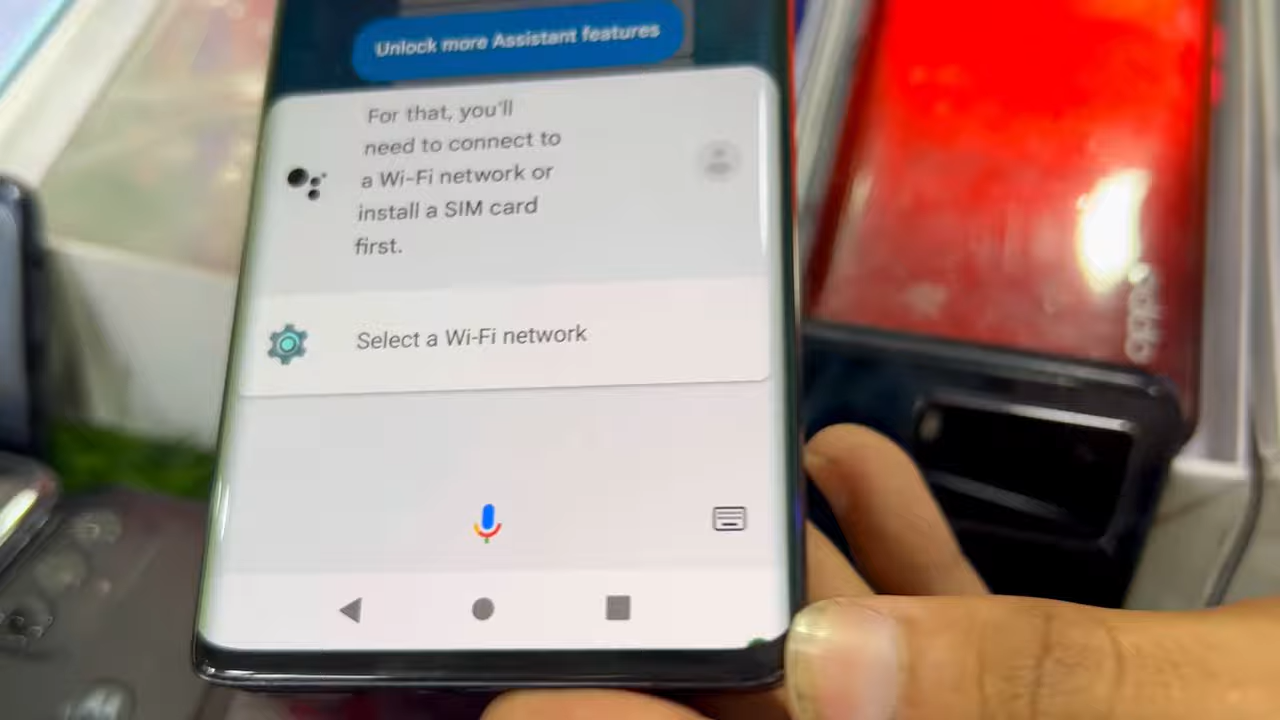 Unlock more Assistant features
For that, you'll
need to connect to
a Wi-Fi network or
install a SIM card
first.
Select a Wi-Fi network
oppo